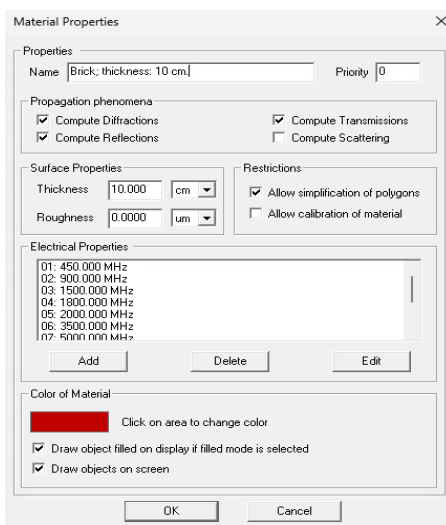 Material Properties
Properties
Name Brick; thickness: 10 cm. Priority 0
Propagation phenomena
Compute Diffractions Compute Transmissions
Compute Reflections Compute Scattering
Surface Properties Restrictions
Thickness 10.000 cm Allow simplification of polygons
Roughness 0.0000 um Allow calibration of material
Electrical Properties
01: 450.000 MHz
02: 900.000 MHz
03: 1500.000 MHz
04: 1800.000 MHz
05: 2000.000 MHz
06: 3500.000 MHz
07: 5000.000 MHz
Add Delete Edit
Color of Material
Click on area to change color
Draw object filled on display if filled mode is selected
Draw objects on screen
OK Cancel